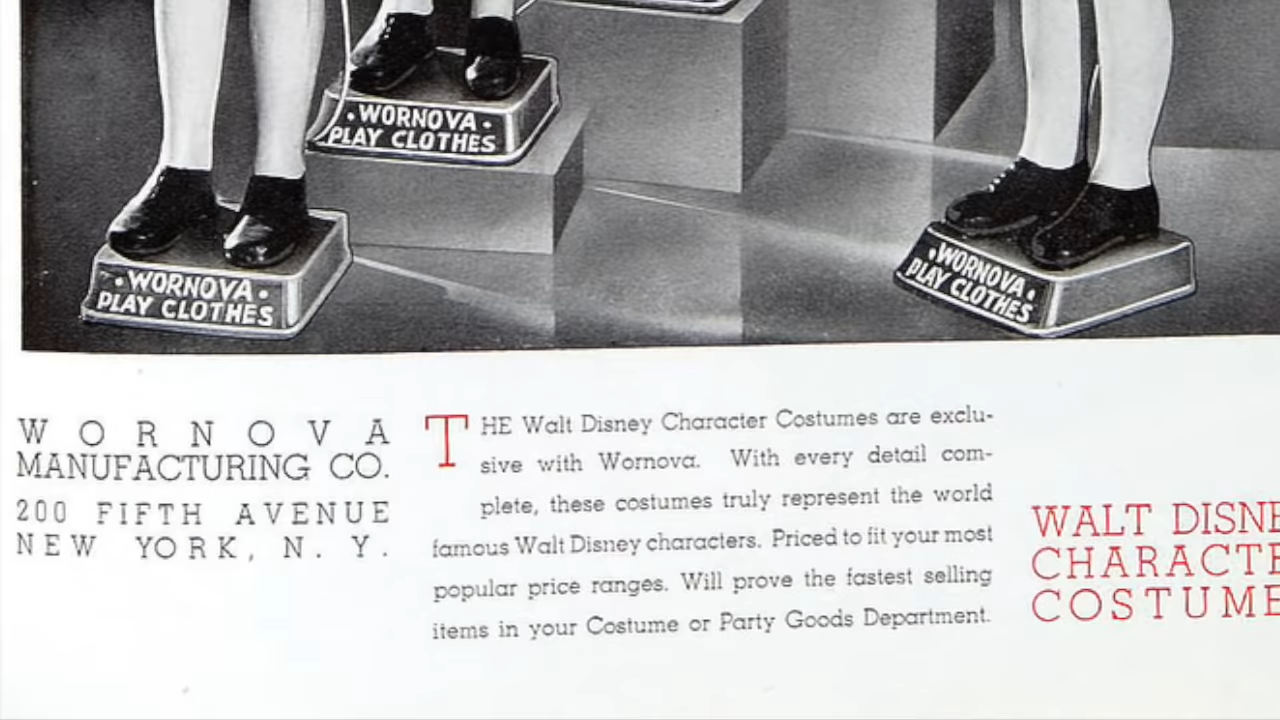 • WORNOVA •
PLAY CLOTHES
• WORNOVA •
PLAY CLOTHES
• WORNOVA •
PLAY CLOTHES
WORNOVA
MANUFACTURING CO.
200 FIFTH AVENUE
NEW YORK, N. Y.
THE Walt Disney Character Costumes are exclu-
sive with Wornova. With every detail com-
plete, these costumes truly represent the world
famous Walt Disney characters. Priced to fit your most
popular price ranges. Will prove the fastest selling
items in your Costume or Party Goods Department.
WALT DISNE
CHARACTE
COSTUME